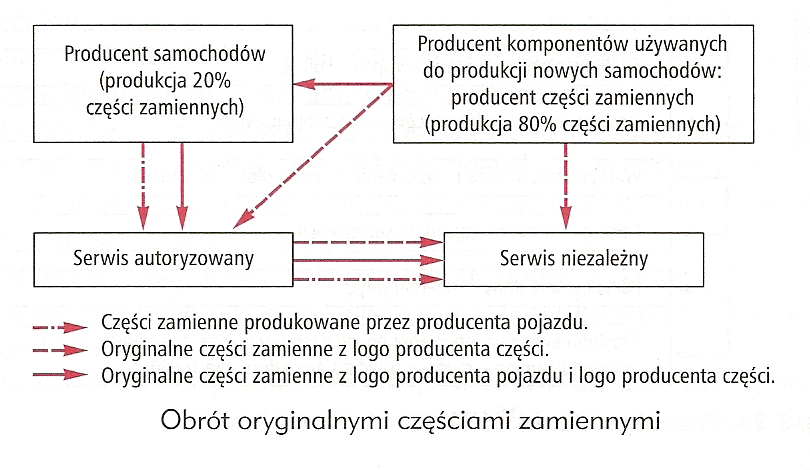 Producent samochodów
(produkcja 20%
części zamiennych)
Producent komponentów używanych
do produkcji nowych samochodów:
producent części zamiennych
(produkcja 80% części zamiennych)
Serwis autoryzowany
Serwis niezależny
Części zamienne produkowane przez producenta pojazdu.
Oryginalne części zamienne z logo producenta części.
Oryginalne części zamienne z logo producenta pojazdu i logo producenta części.
Obrót oryginalnymi częściami zamiennymi